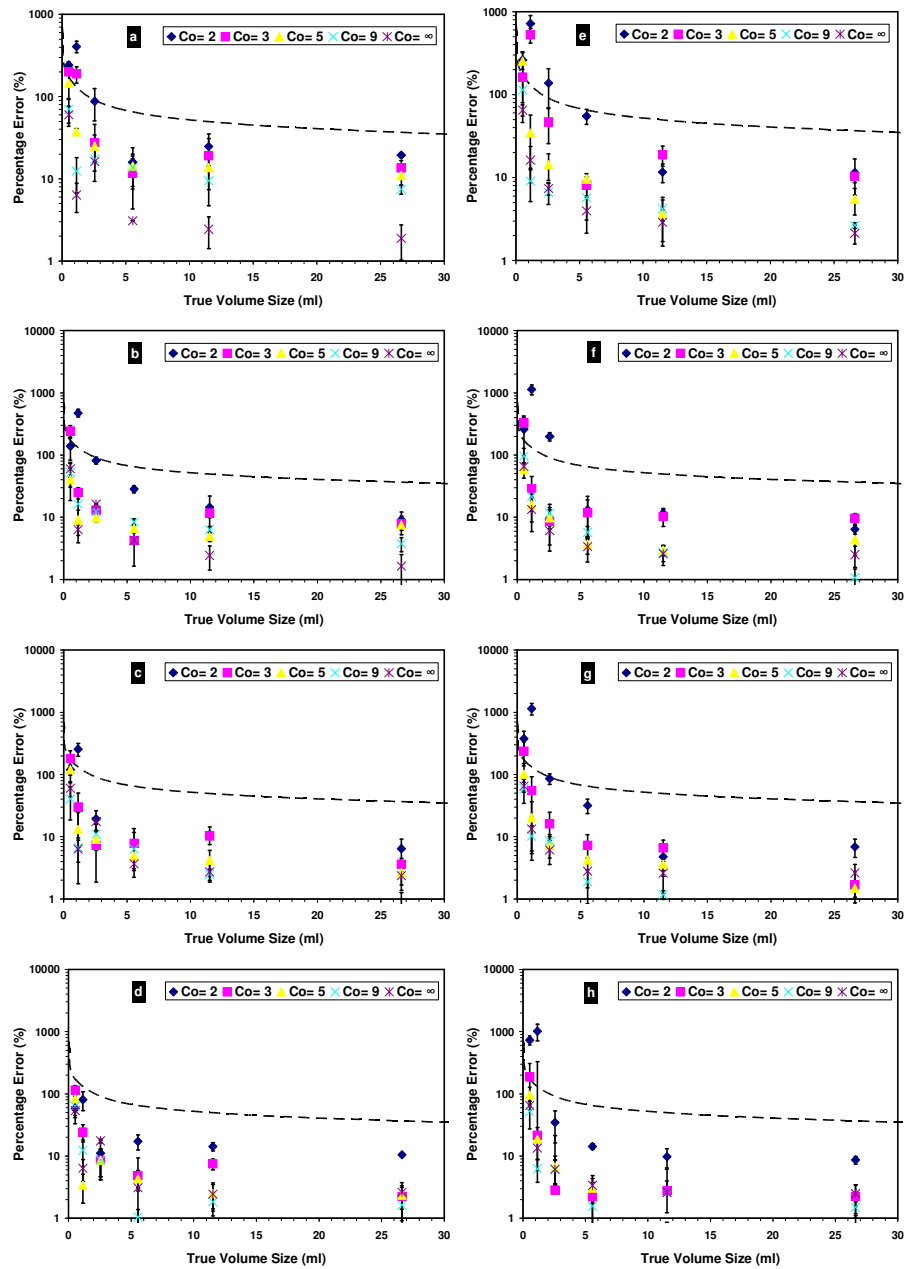 a
Co= 2 Co= 3 Co= 5 Co= 9 Co= ∞
Percentage Error (%)
1000
100
10
1
0 5 10 15 20 25 30
True Volume Size (ml)
e
Co= 2 Co= 3 Co= 5 Co= 9 Co= ∞
Percentage Error (%)
1000
100
10
1
0 5 10 15 20 25 30
True Volume Size (ml)
b
Co= 2 Co= 3 Co= 5 Co= 9 Co= ∞
Percentage Error (%)
10000
1000
100
10
1
0 5 10 15 20 25 30
True Volume Size (ml)
f
Co= 2 Co= 3 Co= 5 Co= 9 Co= ∞
Percentage Error (%)
10000
1000
100
10
1
0 5 10 15 20 25 30
True Volume Size (ml)
c
Co= 2 Co= 3 Co= 5 Co= 9 Co= ∞
Percentage Error (%)
10000
1000
100
10
1
0 5 10 15 20 25 30
True Volume Size (ml)
g
Co= 2 Co= 3 Co= 5 Co= 9 Co= ∞
Percentage Error (%)
10000
1000
100
10
1
0 5 10 15 20 25 30
True Volume Size (ml)
d
Co= 2 Co= 3 Co= 5 Co= 9 Co= ∞
Percentage Error (%)
10000
1000
100
10
1
0 5 10 15 20 25 30
True Volume Size (ml)
h
Co= 2 Co= 3 Co= 5 Co= 9 Co= ∞
Percentage Error (%)
10000
1000
100
10
1
0 5 10 15 20 25 30
True Volume Size (ml)